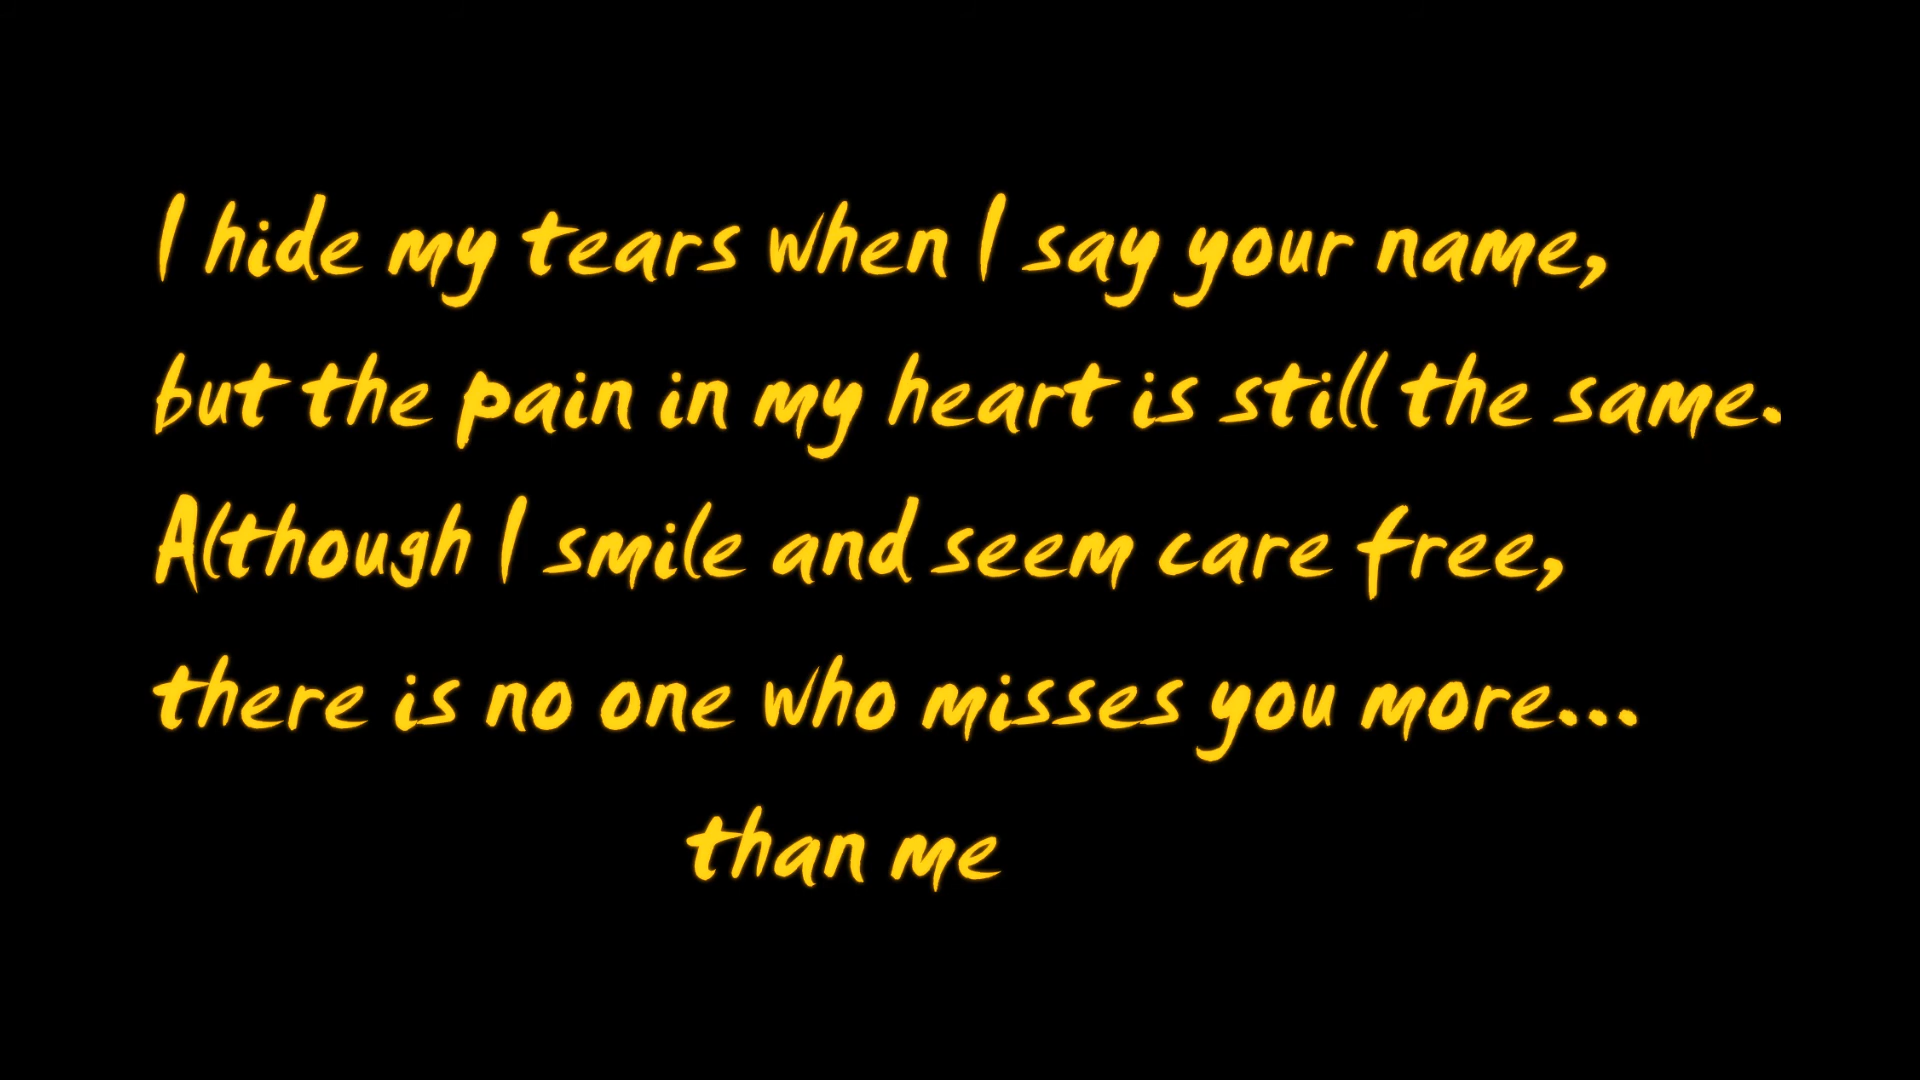 I hide my tears when I say your name,
but the pain in my heart is still the same.
Although I smile and seem care free,
there is no one who misses you more...
than me